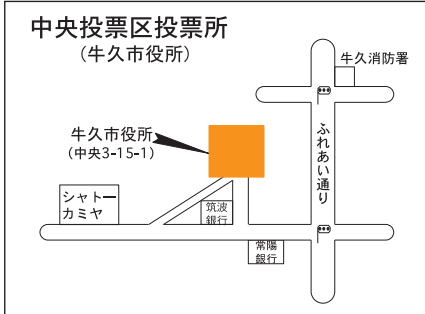 中央投票区投票所
(牛久市役所)
牛久消防署
牛久市役所
(中央3-15-1)
ふれあい通り
シャトー
カミヤ
筑波
銀行
常陽
銀行